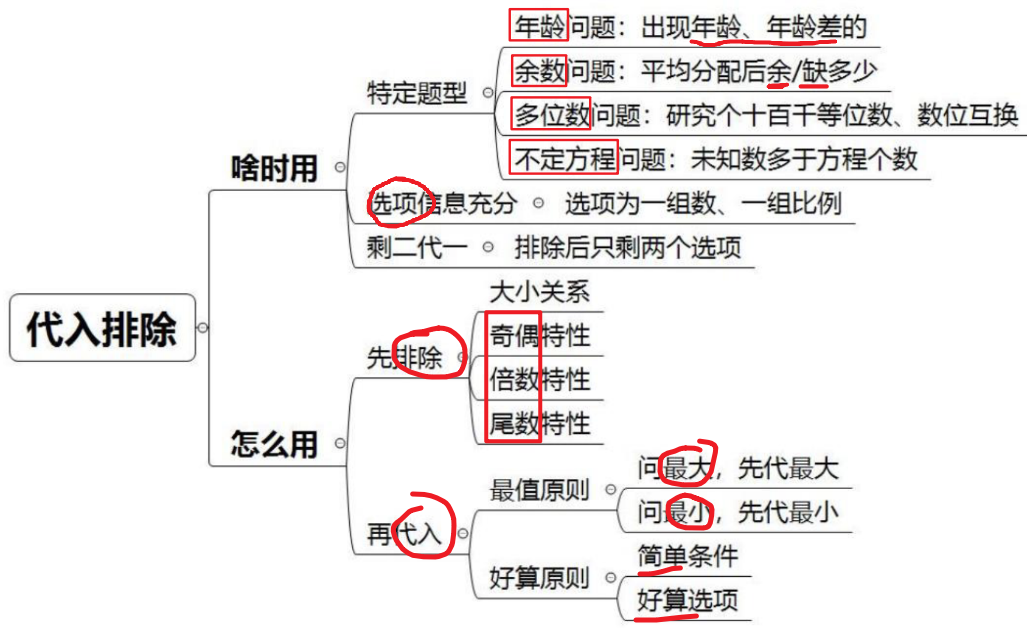 代入排除
啥时用
特定题型
年龄问题：出现年龄、年龄差的
余数问题：平均分配后余/缺多少
多位数问题：研究个十百千等位数、数位互换
不定方程问题：未知数多于方程个数
选项信息充分
选项为一组数、一组比例
剩二代一
排除后只剩两个选项
怎么用
先排除
大小关系
奇偶特性
倍数特性
尾数特性
再代入
最值原则
问最大，先代最大
问最小，先代最小
好算原则
简单条件
好算选项